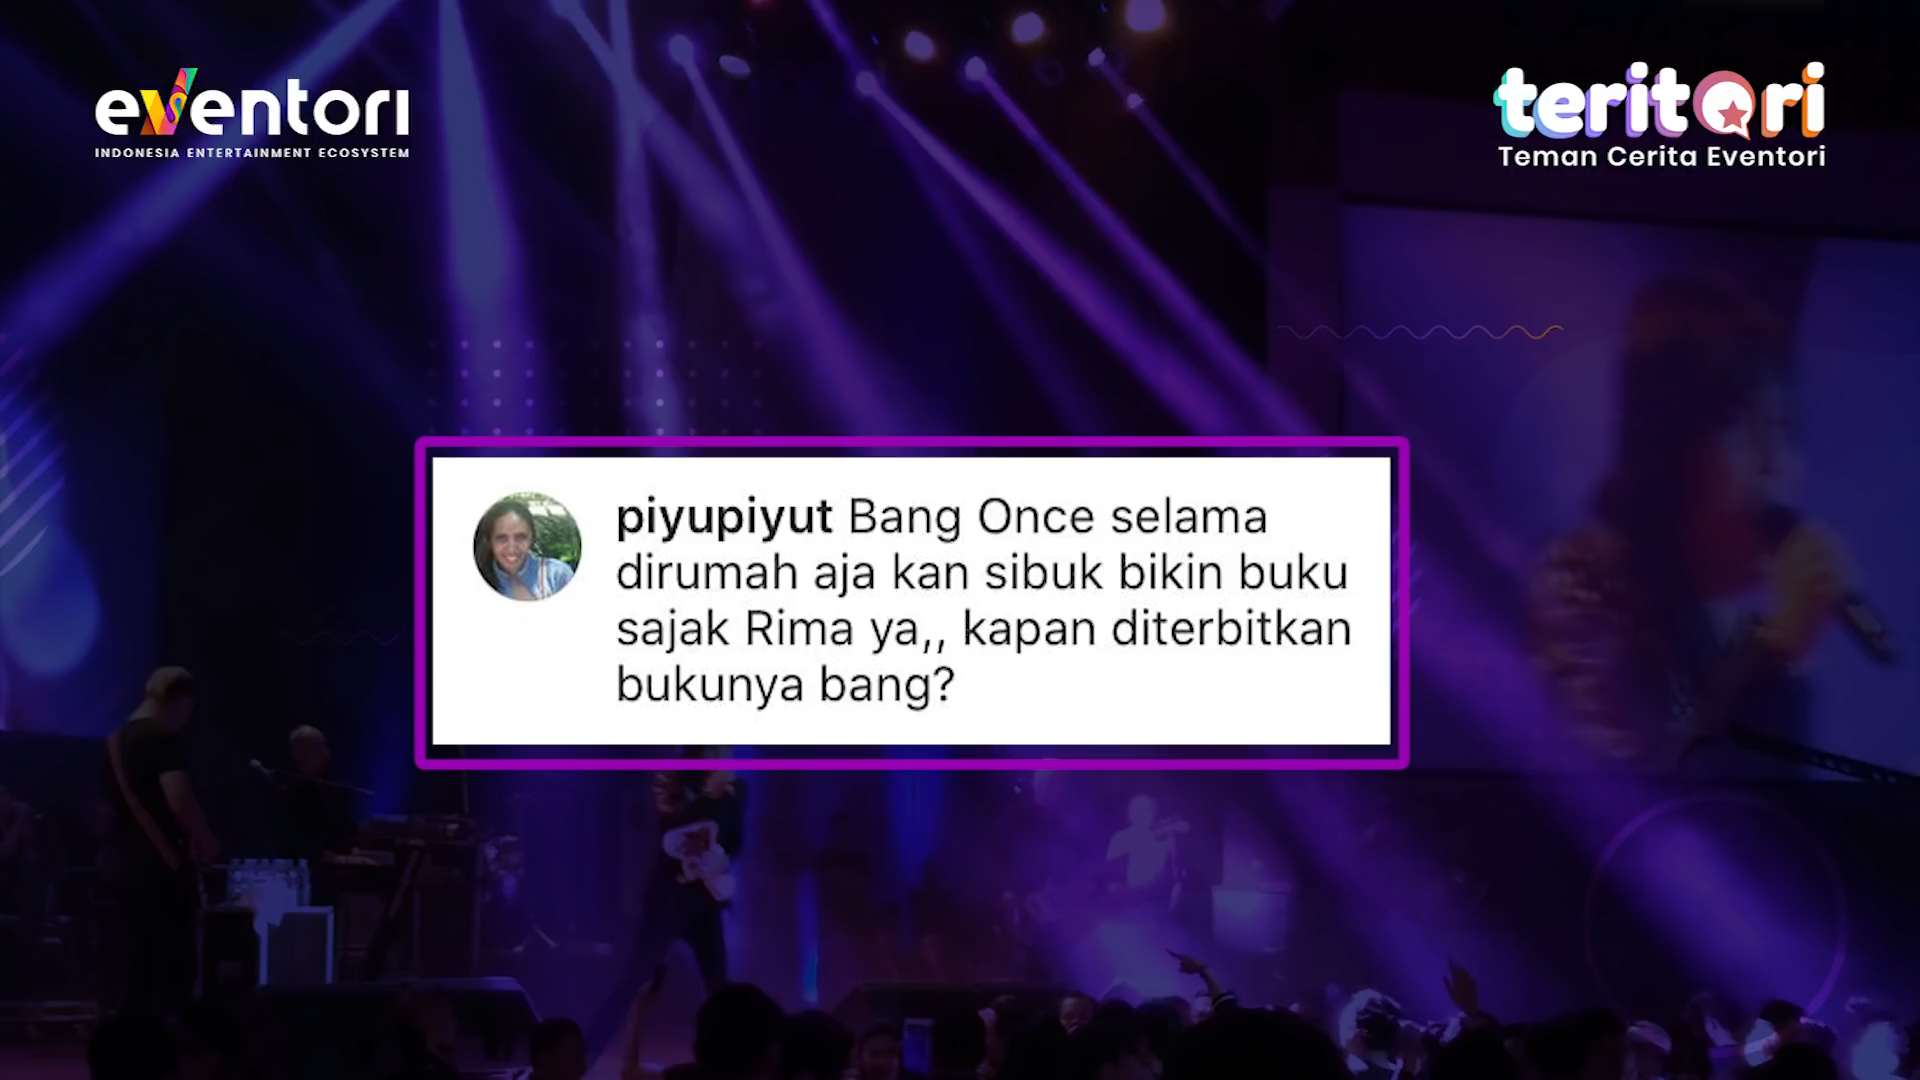 eventori
INDONESIA ENTERTAINMENT ECOSYSTEM
teritori
Teman Cerita Eventori
piyupiyut Bang Once selama
dirumah aja kan sibuk bikin buku
sajak Rima ya,, kapan diterbitkan
bukunya bang?